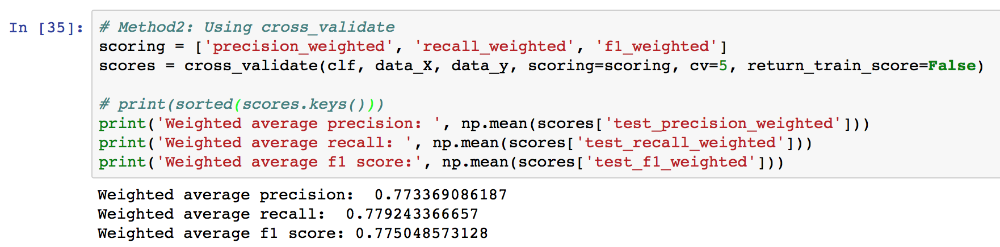 In [35]: # Method2: Using cross_validate
scoring = ['precision_weighted', 'recall_weighted', 'f1_weighted']
scores = cross_validate(clf, data_X, data_y, scoring=scoring, cv=5, return_train_score=False)
# print(sorted(scores.keys()))
print('Weighted average precision: ', np.mean(scores['test_precision_weighted']))
print('Weighted average recall: ', np.mean(scores['test_recall_weighted']))
print('Weighted average f1 score:', np.mean(scores['test_f1_weighted']))
Weighted average precision:  0.773369086187
Weighted average recall:  0.779243366657
Weighted average f1 score: 0.775048573128